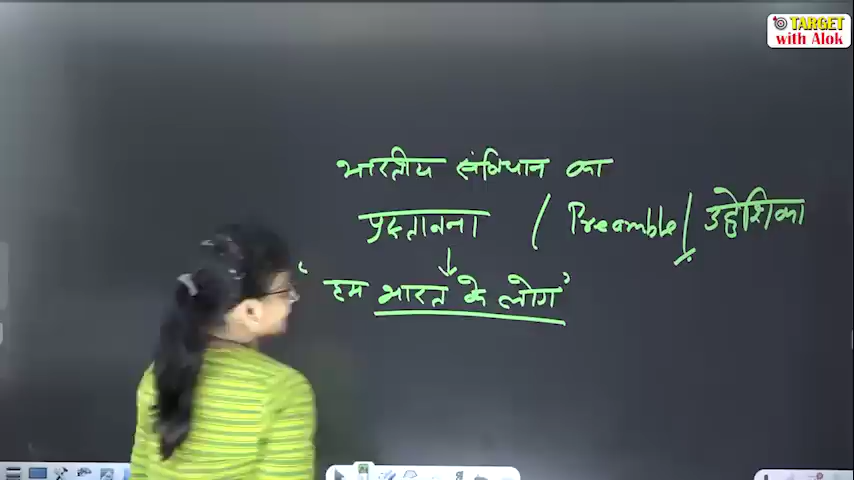 TARGET
with Alok
भारतीय संविधान का
प्रस्तावना / Preamble / उद्देशिका
↓
‘ हम भारत के लोग ’